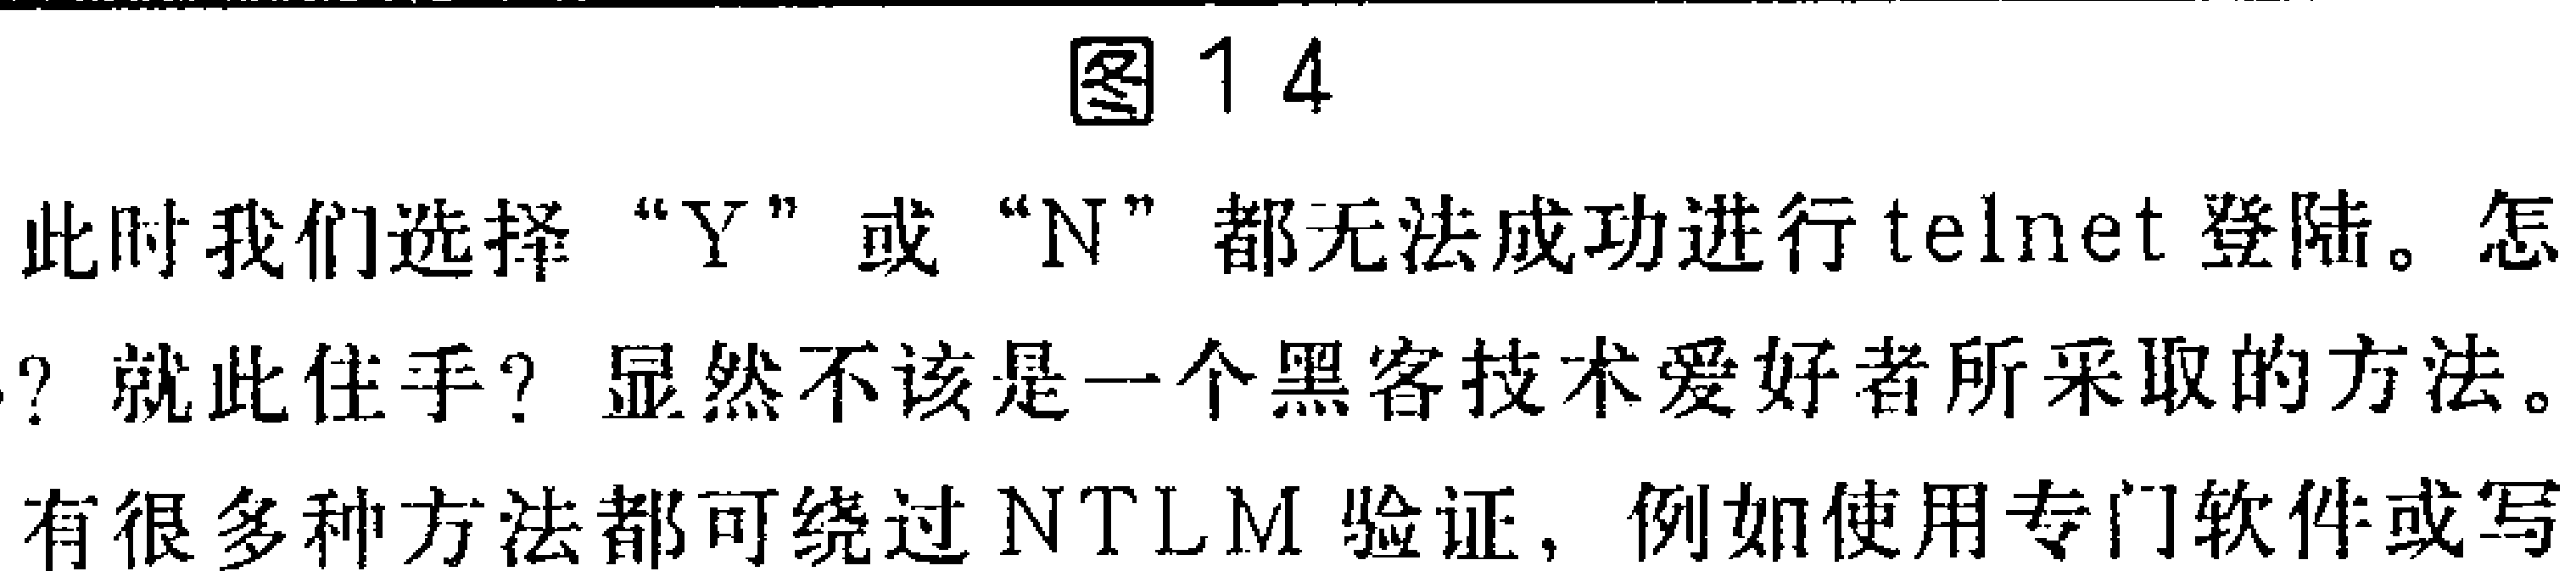 图 14
此时我们选择“Y”或“N”都无法成功进行telnet登陆。怎
？就此住手？显然不该是一个黑客技术爱好者所采取的方法。
有很多种方法都可绕过NTLM验证，例如使用专门软件或写